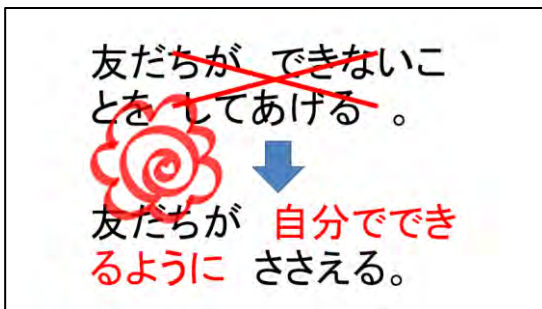 友だちが できないこ
とを してあげる 。
友だちが 自分ででき
るように ささえる。